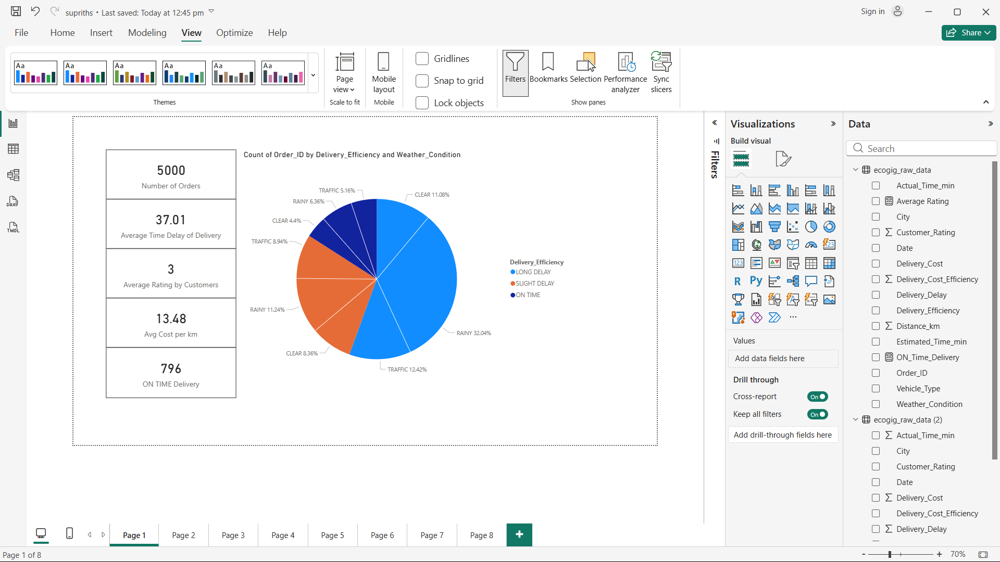 supriths • Last saved: Today at 12:45 pm
Sign in
File
Home
Insert
Modeling
View
Optimize
Help
Share
Aa
Aa
Aa
Aa
Aa
Aa
Themes
Page
view
Scale to fit
Mobile
layout
Mobile
Gridlines
Snap to grid
Lock objects
Filters
Bookmarks
Selection
Performance
analyzer
Sync
slicers
Show panes
DAX
TMDL
5000
Number of Orders
37.01
Average Time Delay of Delivery
3
Average Rating by Customers
13.48
Avg Cost per km
796
ON TIME Delivery
Count of Order_ID by Delivery_Efficiency and Weather_Condition
TRAFFIC 5.16%
CLEAR 11.08%
RAINY 6.36%
CLEAR 4.4%
TRAFFIC 8.94%
RAINY 11.24%
CLEAR 8.36%
TRAFFIC 12.42%
RAINY 32.04%
Delivery_Efficiency
LONG DELAY
SLIGHT DELAY
ON TIME
Filters
Visualizations
Build visual
123
123
R
Py
...
Values
Add data fields here
Drill through
Cross-report
On
Keep all filters
On
Add drill-through fields here
Data
Search
ecogig_raw_data
Actual_Time_min
Average Rating
City
Customer_Rating
Date
Delivery_Cost
Delivery_Cost_Efficiency
Delivery_Delay
Delivery_Efficiency
Distance_km
Estimated_Time_min
ON_Time_Delivery
Order_ID
Vehicle_Type
Weather_Condition
ecogig_raw_data (2)
Actual_Time_min
City
Customer_Rating
Date
Delivery_Cost
Delivery_Cost_Efficiency
Delivery_Delay
Page 1
Page 2
Page 3
Page 4
Page 5
Page 6
Page 7
Page 8
Page 1 of 8
- + 70%